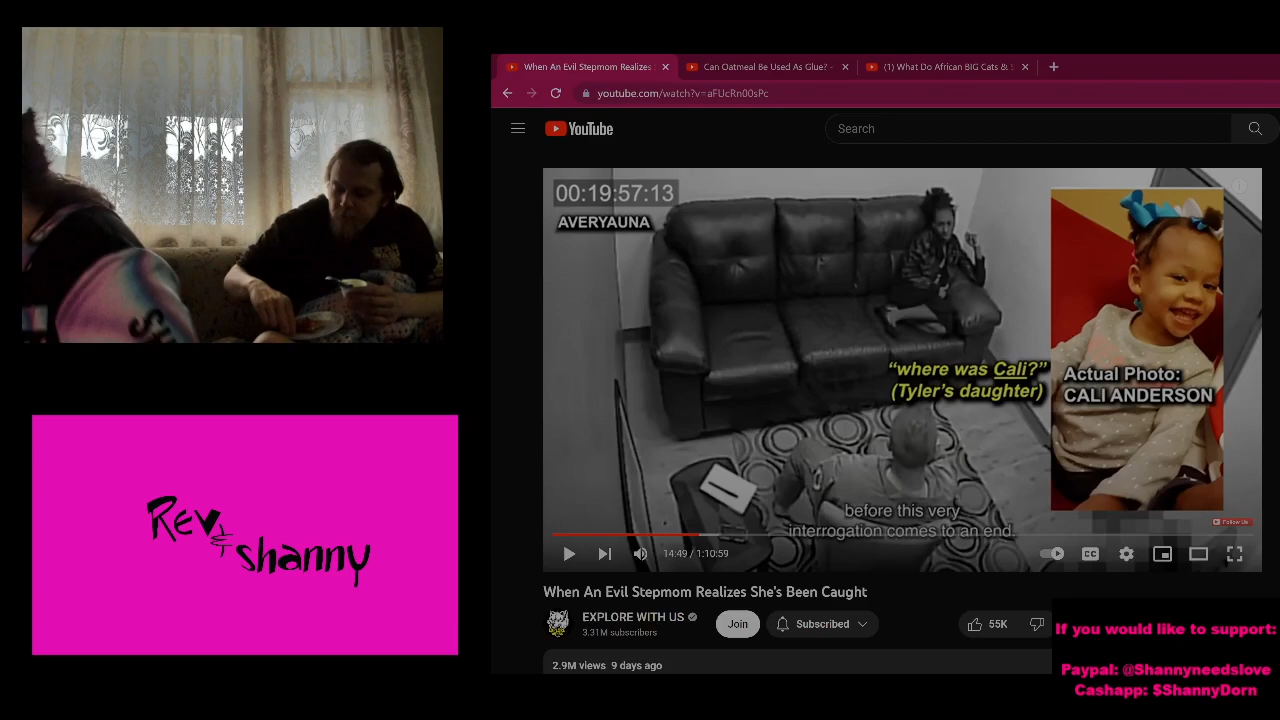 When An Evil Stepmom Realizes
Can Oatmeal Be Used As Glue? -
(1) What Do African BIG Cats &
youtube.com/watch?v=aFUcRn00sPc
YouTube
Search
00:19:57:13
AVERYAUNA
“where was Cali?”
(Tyler’s daughter)
Actual Photo:
CALI ANDERSON
before this very
interrogation comes to an end.
Follow Us
14:49 / 1:10:59
CC
When An Evil Stepmom Realizes She's Been Caught
EXPLORE WITH US
3.31M subscribers
Join
Subscribed
55K
2.9M views 9 days ago
Rev
&
shanny
If you would like to support:
Paypal: @Shannyneedslove
Cashapp: $ShannyDorn